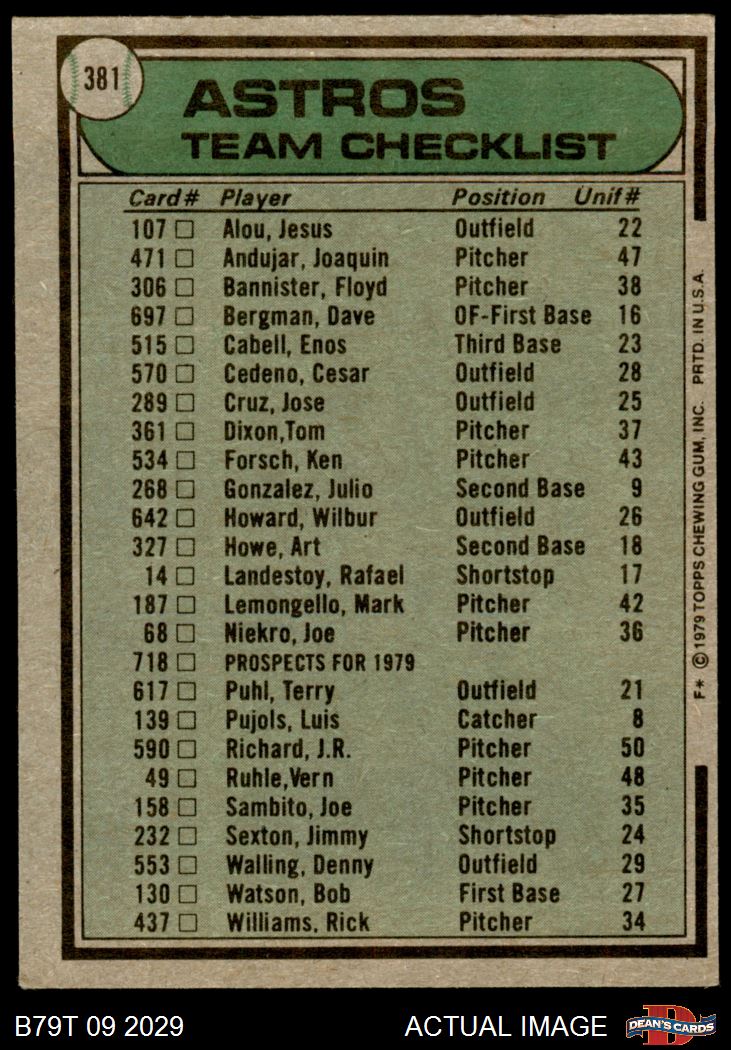 381
ASTROS
TEAM CHECKLIST
Card# Player Position Unif#
107 □ Alou, Jesus Outfield 22
471 □ Andujar, Joaquin Pitcher 47
306 □ Bannister, Floyd Pitcher 38
697 □ Bergman, Dave OF-First Base 16
515 □ Cabell, Enos Third Base 23
570 □ Cedeno, Cesar Outfield 28
289 □ Cruz, Jose Outfield 25
361 □ Dixon,Tom Pitcher 37
534 □ Forsch, Ken Pitcher 43
268 □ Gonzalez, Julio Second Base 9
642 □ Howard, Wilbur Outfield 26
327 □ Howe, Art Second Base 18
14 □ Landestoy, Rafael Shortstop 17
187 □ Lemongello, Mark Pitcher 42
68 □ Niekro, Joe Pitcher 36
718 □ PROSPECTS FOR 1979
617 □ Puhl, Terry Outfield 21
139 □ Pujols, Luis Catcher 8
590 □ Richard, J.R. Pitcher 50
49 □ Ruhle,Vern Pitcher 48
158 □ Sambito, Joe Pitcher 35
232 □ Sexton, Jimmy Shortstop 24
553 □ Walling, Denny Outfield 29
130 □ Watson, Bob First Base 27
437 □ Williams, Rick Pitcher 34
F* © 1979 TOPPS CHEWING GUM, INC. PRTD. IN U.S.A.
B79T 09 2029 ACTUAL IMAGE
D
DEAN'S CARDS